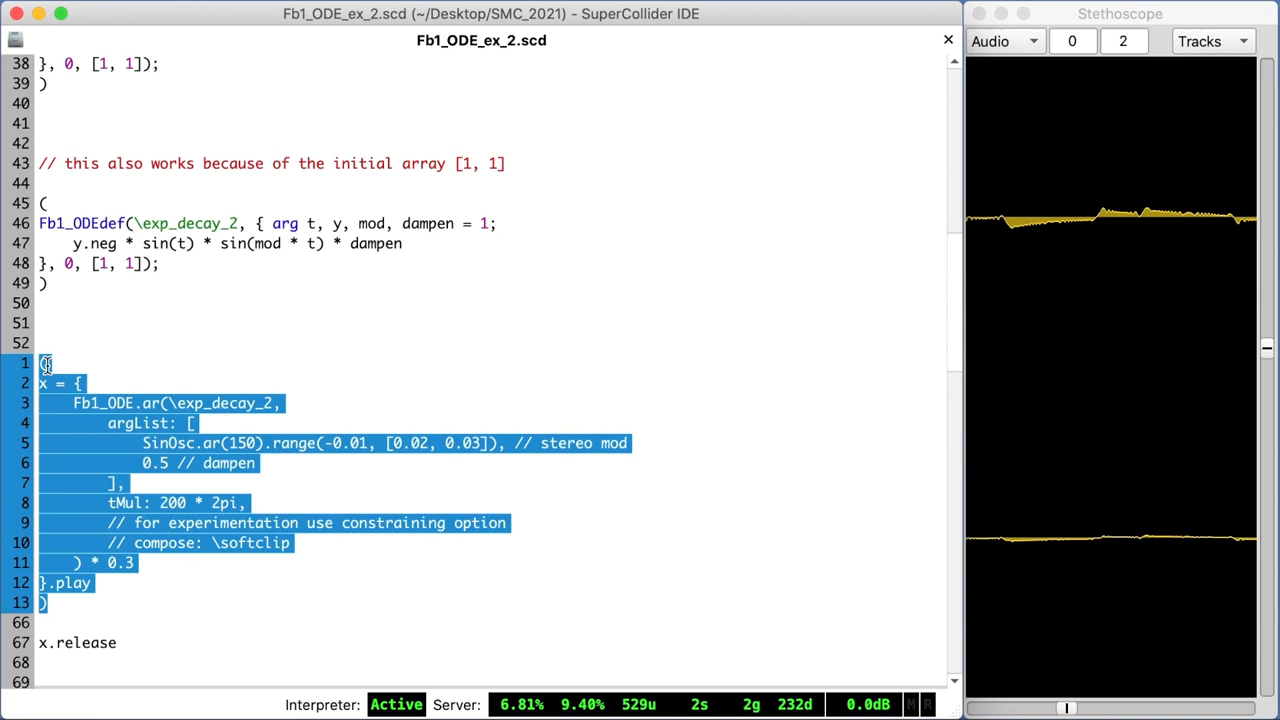 Fb1_ODE_ex_2.scd (~/Desktop/SMC_2021) - SuperCollider IDE
Fb1_ODE_ex_2.scd
38 }, 0, [1, 1]);
39 )
40
41
42
43 // this also works because of the initial array [1, 1]
44
45 (
46 Fb1_ODEdef(\exp_decay_2, { arg t, y, mod, dampen = 1;
47 y.neg * sin(t) * sin(mod * t) * dampen
48 }, 0, [1, 1]);
49 )
50
51
52
1 (
2 x = {
3 Fb1_ODE.ar(\exp_decay_2,
4 argList: [
5 SinOsc.ar(150).range(-0.01, [0.02, 0.03]), // stereo mod
6 0.5 // dampen
7 ],
8 tMul: 200 * 2pi,
9 // for experimentation use constraining option
10 // compose: \softclip
11 ) * 0.3
12 }.play
13 )
66
67 x.release
68
69
Interpreter: Active Server: 6.81% 9.40% 529u 2s 2g 232d 0.0dB M R
Stethoscope
Audio 0 2 Tracks